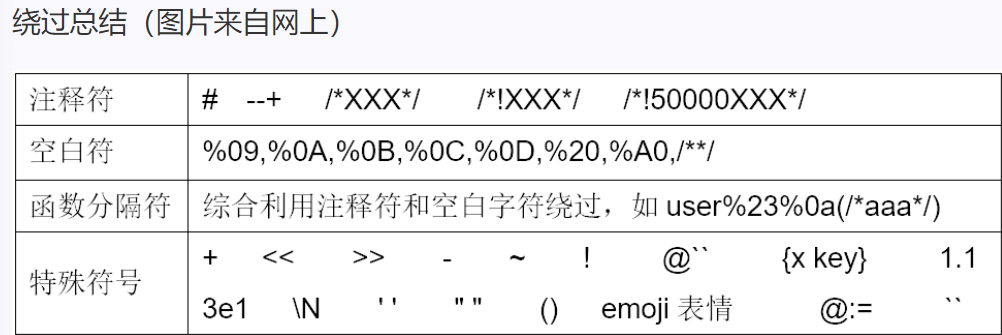 绕过总结（图片来自网上）
注释符 # --+ /*XXX*/ /*!XXX*/ /*!50000XXX*/
空白符 %09,%0A,%0B,%0C,%0D,%20,%A0,/**/
函数分隔符 综合利用注释符和空白字符绕过，如 user%23%0a(/*aaa*/)
特殊符号 + << >> - ~ ! @`` {x key} 1.1
3e1 \N ' ' " " () emoji 表情 @:= ``